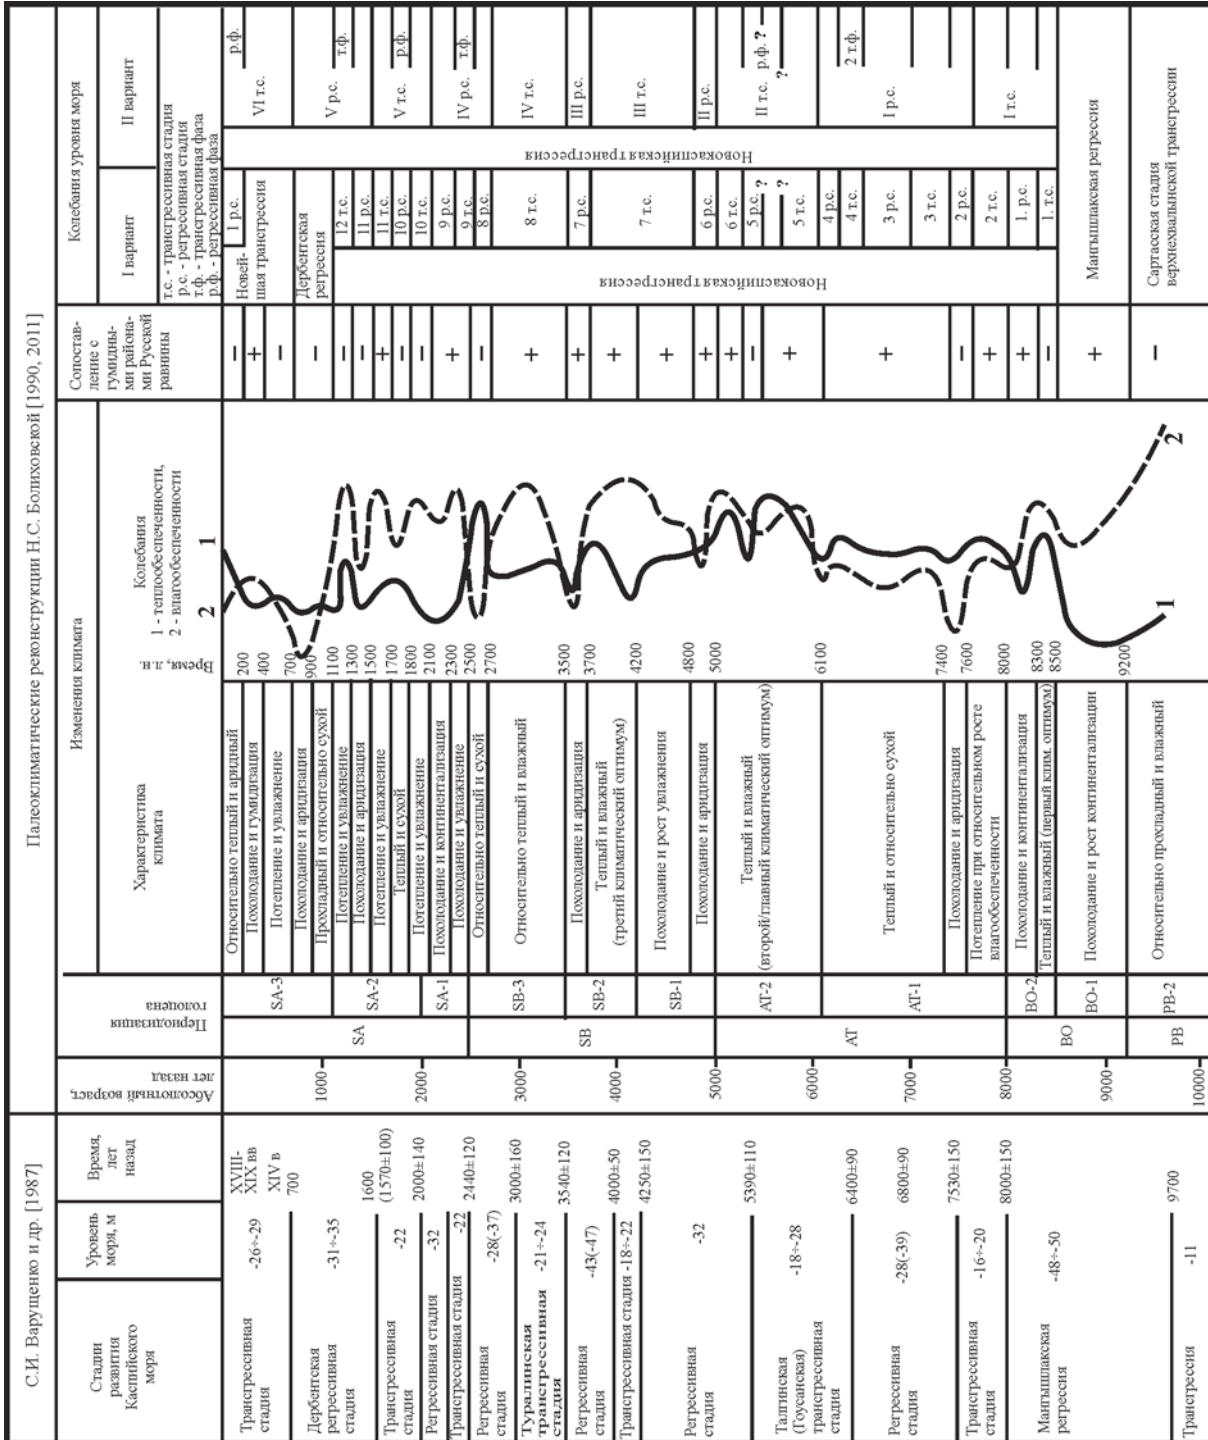 С.И. Варущенко и др. [1987]
Стадии
развития
Каспийского
моря
Уровень
моря, м
Время,
лет
назад
Трансгрессивная
стадия
-26÷-29
XVIII-
XIX вв
XIV в
700
Дербентская
регрессивная
стадия
-31÷-35
1600
(1570±100)
Трансгрессивная
стадия
-22
2000±140
Регрессивная стадия
-32
Трансгрессивная стадия
-22
2440±120
Регрессивная
стадия
-28(-37)
3000±160
Туралинская
трансгрессивная
стадия
-21÷-24
3540±120
Регрессивная
стадия
-43(-47)
4000±50
Трансгрессивная стадия
-18÷-22
4250±150
Регрессивная
стадия
-32
5390±110
Талгинская
(Гоусанская)
трансгрессивная
стадия
-18÷-28
6400±90
Регрессивная
стадия
-28(-39)
6800±90
7530±150
Трансгрессивная
стадия
-16÷-20
8000±150
Мангышлакская
регрессия
-48÷-50
9700
Трансгрессия
-11
Абсолютный возраст,
лет назад
1000
2000
3000
4000
5000
6000
7000
8000
9000
10000
Палеоклиматические реконструкции Н.С. Болиховской [1990, 2011]
Периодизация
голоцена
SA
SB
AT
BO
PB
SA-3
SA-2
SA-1
SB-3
SB-2
SB-1
AT-2
AT-1
BO-2
BO-1
PB-2
Изменения климата
Характеристика
климата
Относительно теплый и аридный
Похолодание и гумидизация
Потепление и увлажнение
Похолодание и аридизация
Прохладный и относительно сухой
Потепление и увлажнение
Похолодание и аридизация
Потепление и увлажнение
Теплый и сухой
Потепление и увлажнение
Похолодание и континентализация
Похолодание и увлажнение
Относительно теплый и сухой
Относительно теплый и влажный
Похолодание и аридизация
Теплый и влажный
(третий климатический оптимум)
Похолодание и рост увлажнения
Похолодание и аридизация
Теплый и влажный
(второй/главный климатический оптимум)
Теплый и относительно сухой
Похолодание и аридизация
Потепление при относительном росте
влагообеспеченности
Похолодание и континентализация
Теплый и влажный (первый клим. оптимум)
Похолодание и рост континентализации
Относительно прохладный и влажный
Колебания
1 - теплообеспеченности,
2 - влагообеспеченности
Время, л.н.
200
400
700
900
1100
1300
1500
1700
1800
2100
2300
2500
2700
3500
3700
4200
4800
5000
6100
7400
7600
8000
8300
8500
9200
2
1
1
2
Сопостав-
ление с
гумидны-
ми района-
ми Русской
равнины
−
+
−
−
−
−
+
−
−
+
−
+
+
+
+
+
+
−
+
+
−
+
+
−
+
−
Колебания уровня моря
I вариант
II вариант
т.с. - трансгрессивная стадия
р.с. - регрессивная стадия
т.ф. - трансгрессивная фаза
р.ф. - регрессивная фаза
Новей-
шая трансгрессия
1 р.с.
Дербентская
регрессия
Новокаспийская трансгрессия
12 т.с.
11 р.с.
11 т.с.
10 р.с.
10 т.с.
9 р.с.
9 т.с.
8 р.с.
8 т.с.
7 р.с.
7 т.с.
6 р.с.
6 т.с.
5 р.с. ?
?
5 т.с.
4 р.с.
4 т.с.
3 р.с.
3 т.с.
2 р.с.
2 т.с.
1. р.с.
1. т.с.
Новокаспийская трансгрессия
VI т.с.
р.ф.
V р.с.
т.ф.
V т.с.
р.ф.
IV р.с.
т.ф.
IV т.с.
III р.с.
III т.с.
II р.с.
II т.с.
р.ф. ?
?
I р.с.
2 т.ф.
I т.с.
Мангышлакская регрессия
Сартасская стадия
верхнехвалынской трансгрессии